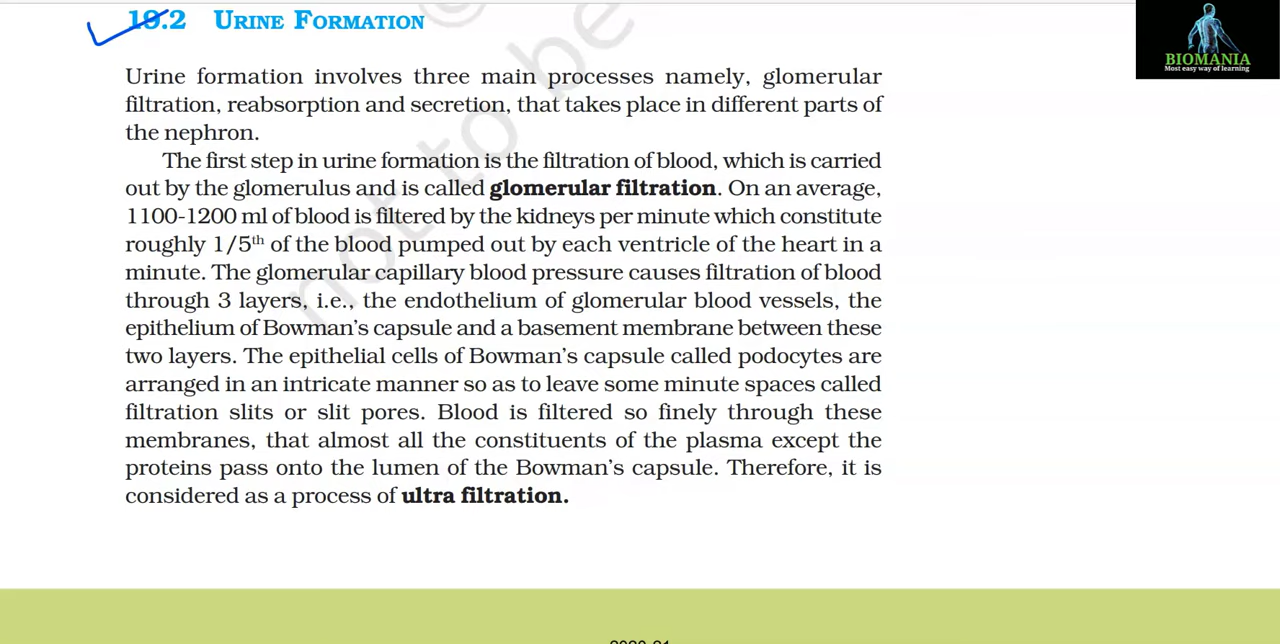 19.2 URINE FORMATION
BIOMANIA
Most easy way of learning
Urine formation involves three main processes namely, glomerular
filtration, reabsorption and secretion, that takes place in different parts of
the nephron.
The first step in urine formation is the filtration of blood, which is carried
out by the glomerulus and is called glomerular filtration. On an average,
1100-1200 ml of blood is filtered by the kidneys per minute which constitute
roughly 1/5th of the blood pumped out by each ventricle of the heart in a
minute. The glomerular capillary blood pressure causes filtration of blood
through 3 layers, i.e., the endothelium of glomerular blood vessels, the
epithelium of Bowman’s capsule and a basement membrane between these
two layers. The epithelial cells of Bowman’s capsule called podocytes are
arranged in an intricate manner so as to leave some minute spaces called
filtration slits or slit pores. Blood is filtered so finely through these
membranes, that almost all the constituents of the plasma except the
proteins pass onto the lumen of the Bowman’s capsule. Therefore, it is
considered as a process of ultra filtration.
not to be